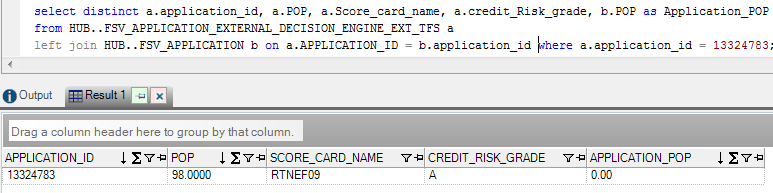 select distinct a.application_id, a.POP, a.Score_card_name, a.credit_Risk_grade, b.POP as Application_POP
from HUB..FSV_APPLICATION_EXTERNAL_DECISION_ENGINE_EXT_TFS a
left join HUB..FSV_APPLICATION b on a.APPLICATION_ID = b.application_id where a.application_id = 13324783;
Output Result 1
Drag a column header here to group by that column.
APPLICATION_ID POP SCORE_CARD_NAME CREDIT_RISK_GRADE APPLICATION_POP
13324783 98.0000 RTNEF09 A 0.00